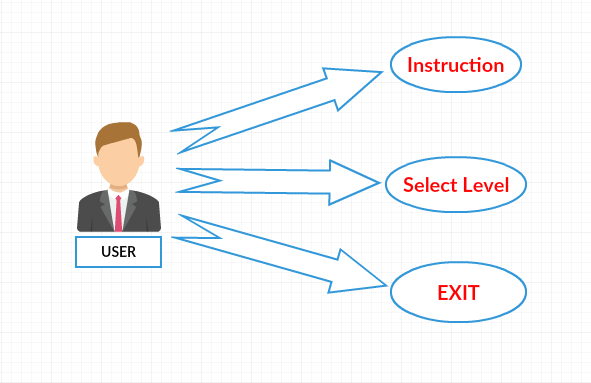 Instruction
Select Level
USER
EXIT